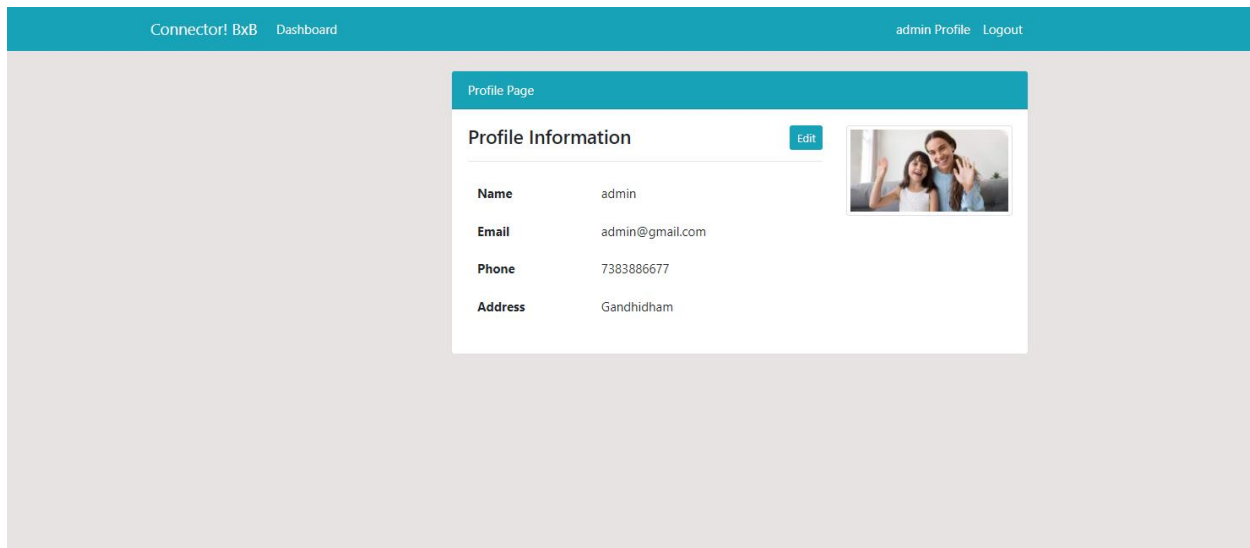 Connector! BxB Dashboard admin Profile Logout
Profile Page
Profile Information Edit
Name admin
Email admin@gmail.com
Phone 7383886677
Address Gandhidham